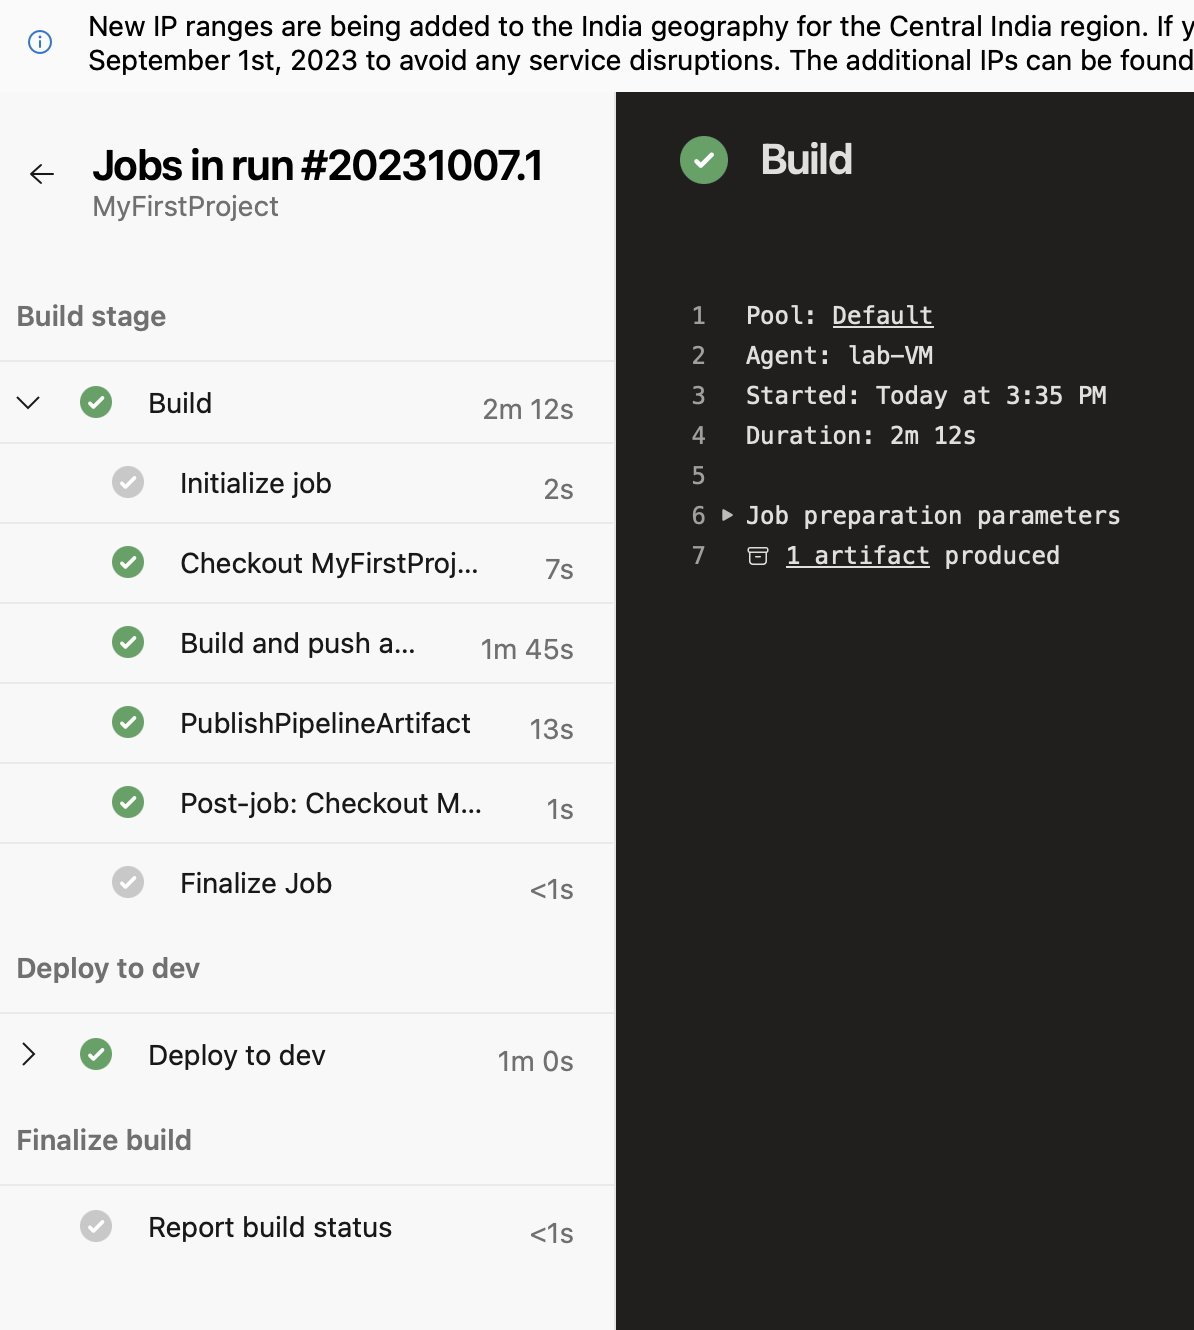 New IP ranges are being added to the India geography for the Central India region. If y
September 1st, 2023 to avoid any service disruptions. The additional IPs can be found
Jobs in run #20231007.1
MyFirstProject
Build stage
Build 2m 12s
Initialize job 2s
Checkout MyFirstProj... 7s
Build and push a... 1m 45s
PublishPipelineArtifact 13s
Post-job: Checkout M... 1s
Finalize Job <1s
Deploy to dev
Deploy to dev 1m 0s
Finalize build
Report build status <1s
Build
1 Pool: Default
2 Agent: lab-VM
3 Started: Today at 3:35 PM
4 Duration: 2m 12s
5
6 Job preparation parameters
7 1 artifact produced